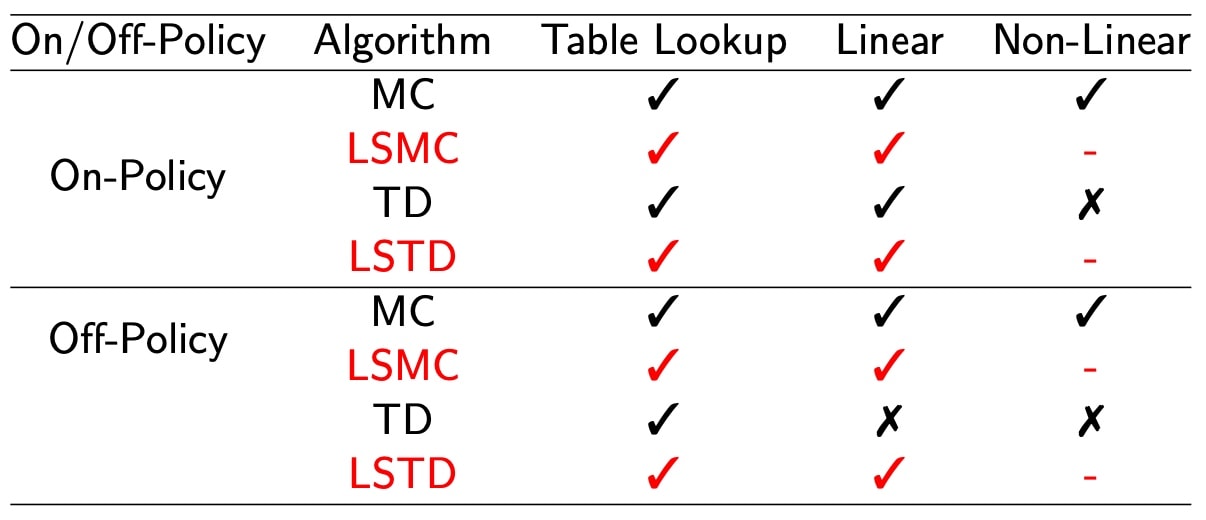 On/Off-Policy Algorithm Table Lookup Linear Non-Linear
MC ✓ ✓ ✓
LSMC ✓ ✓ -
On-Policy
TD ✓ ✓ ✗
LSTD ✓ ✓ -
MC ✓ ✓ ✓
Off-Policy
LSMC ✓ ✓ -
TD ✓ ✗ ✗
LSTD ✓ ✓ -